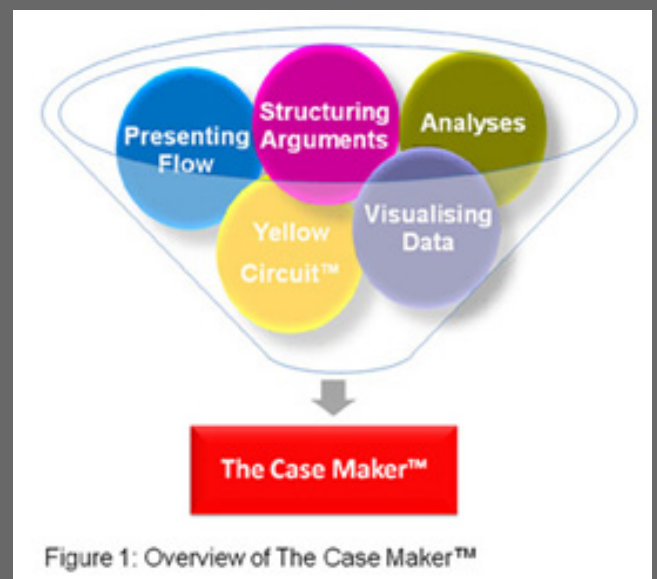 Presenting
Flow
Structuring
Arguments
Analyses
Yellow
Circuit™
Visualising
Data
The Case Maker™
Figure 1: Overview of The Case Maker™